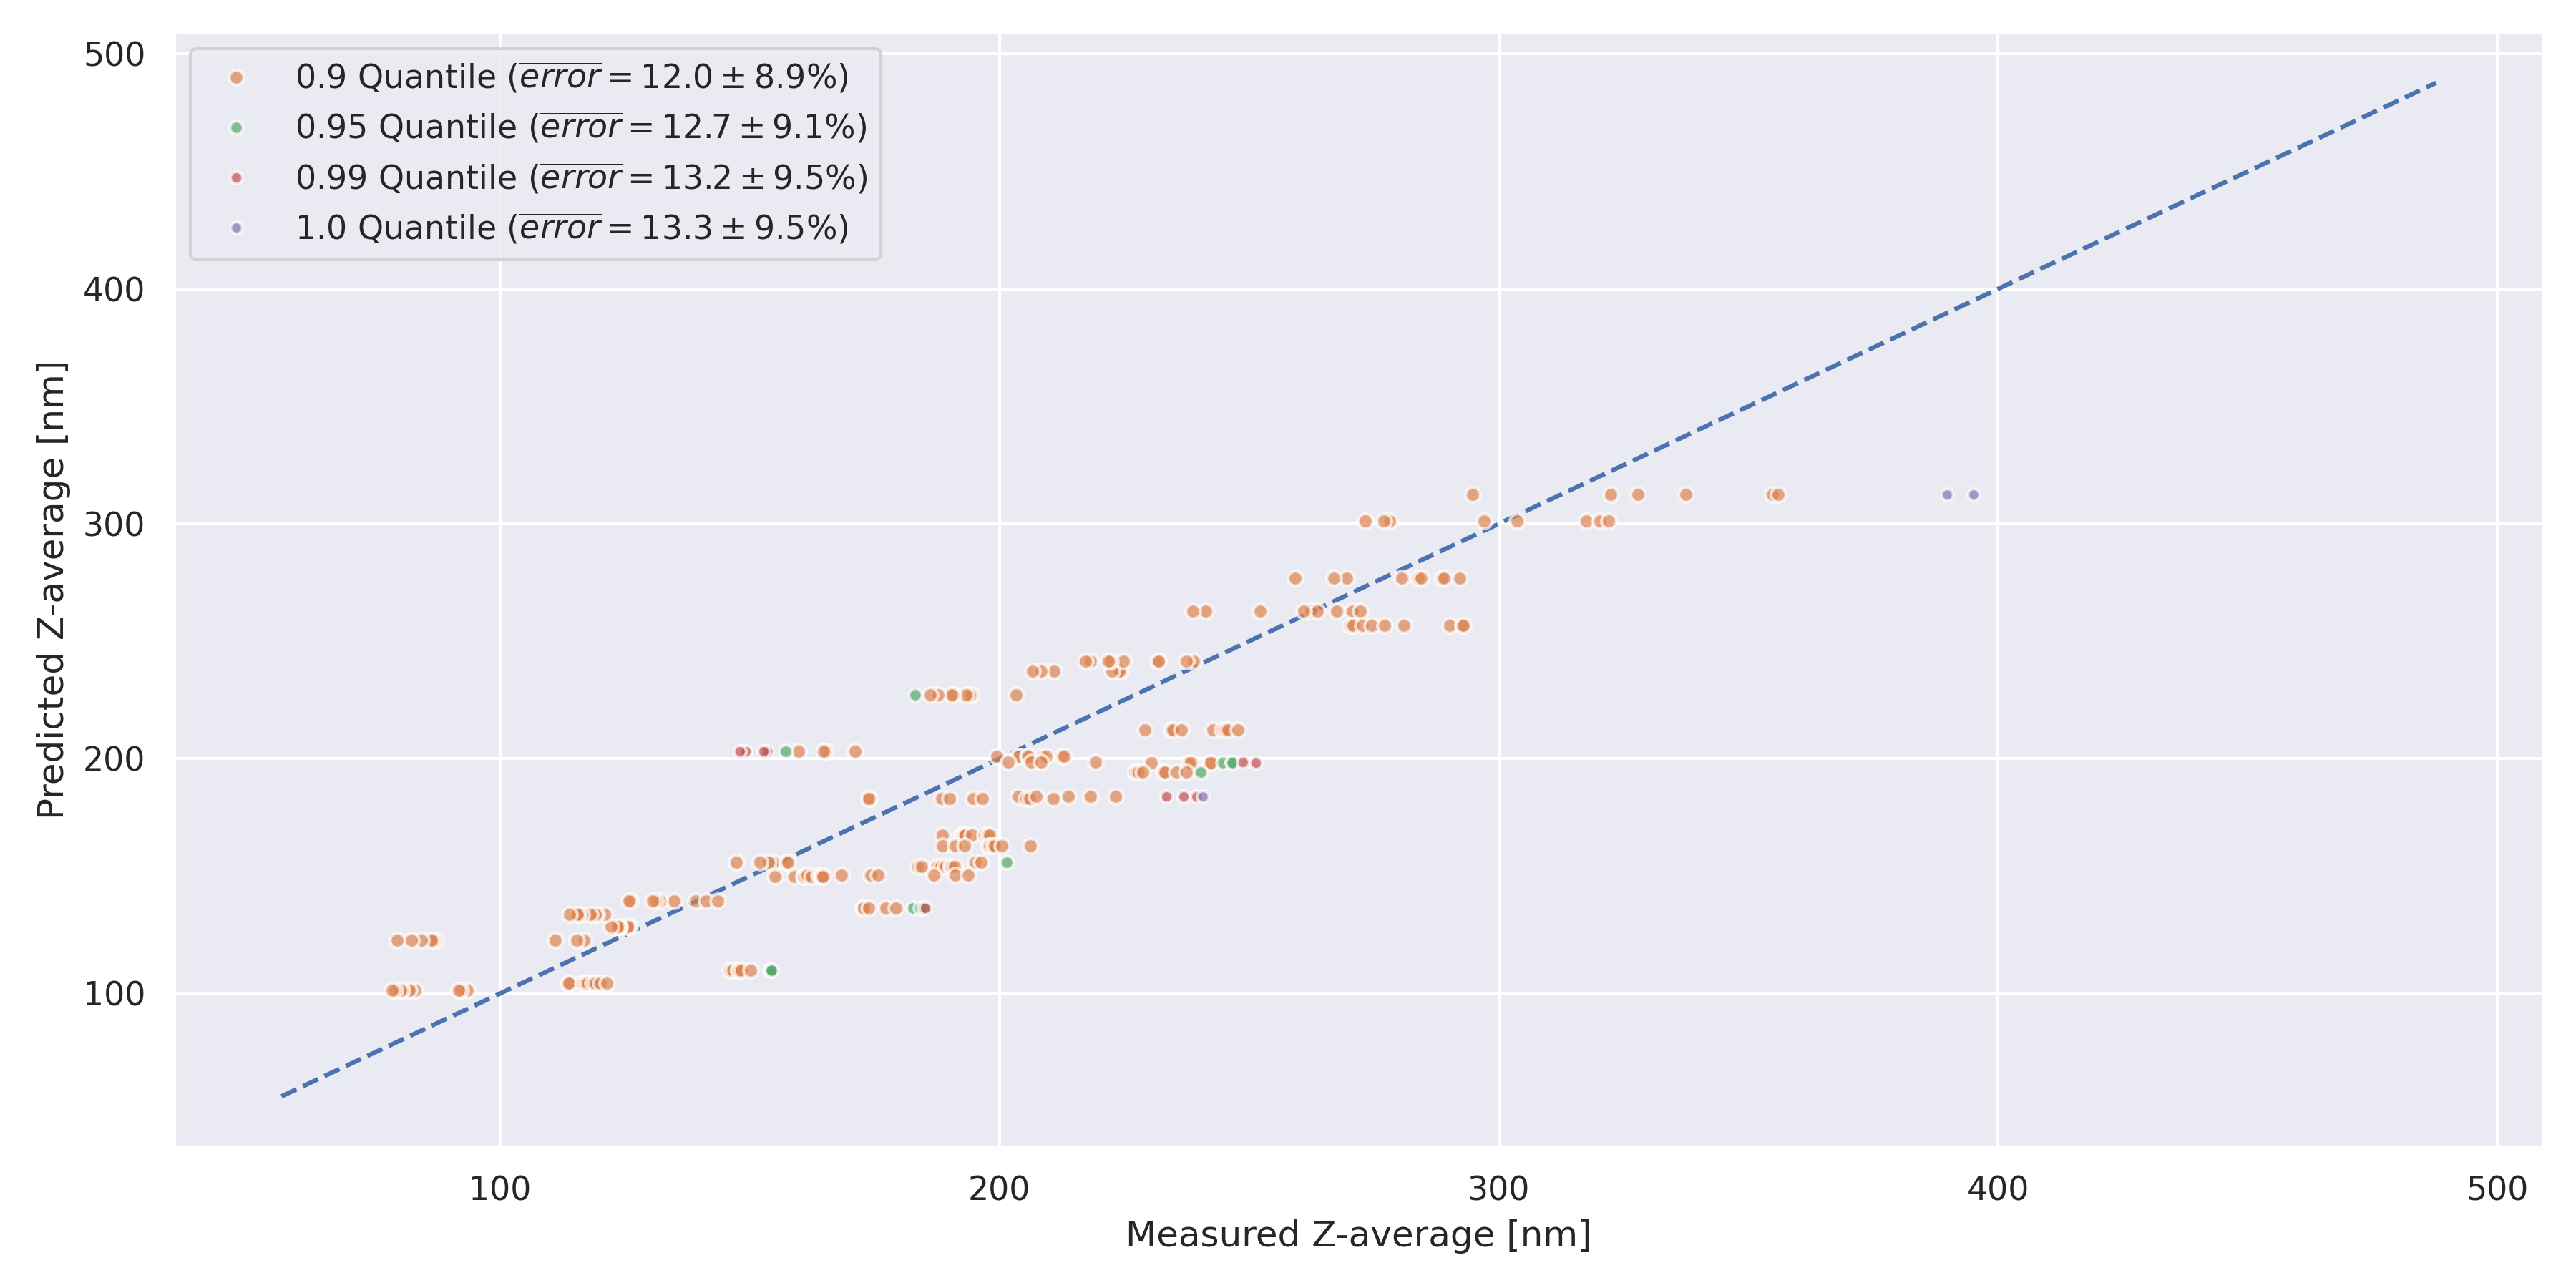 0.9 Quantile (error = 12.0 ± 8.9%)
0.95 Quantile (error = 12.7 ± 9.1%)
0.99 Quantile (error = 13.2 ± 9.5%)
1.0 Quantile (error = 13.3 ± 9.5%)
500
400
300
200
100
Predicted Z-average [nm]
100 200 300 400 500
Measured Z-average [nm]